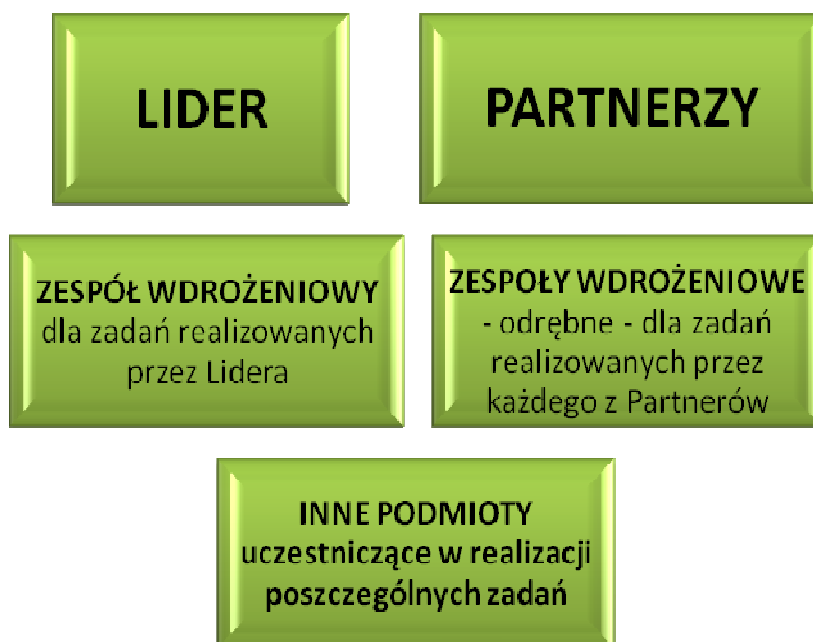 LIDER
PARTNERZY
ZESPÓŁ WDROŻENIOWY
dla zadań realizowanych
przez Lidera
ZESPOŁY WDROŻENIOWE
- odrębne - dla zadań
realizowanych przez
każdego z Partnerów
INNE PODMIOTY
uczestniczące w realizacji
poszczególnych zadań